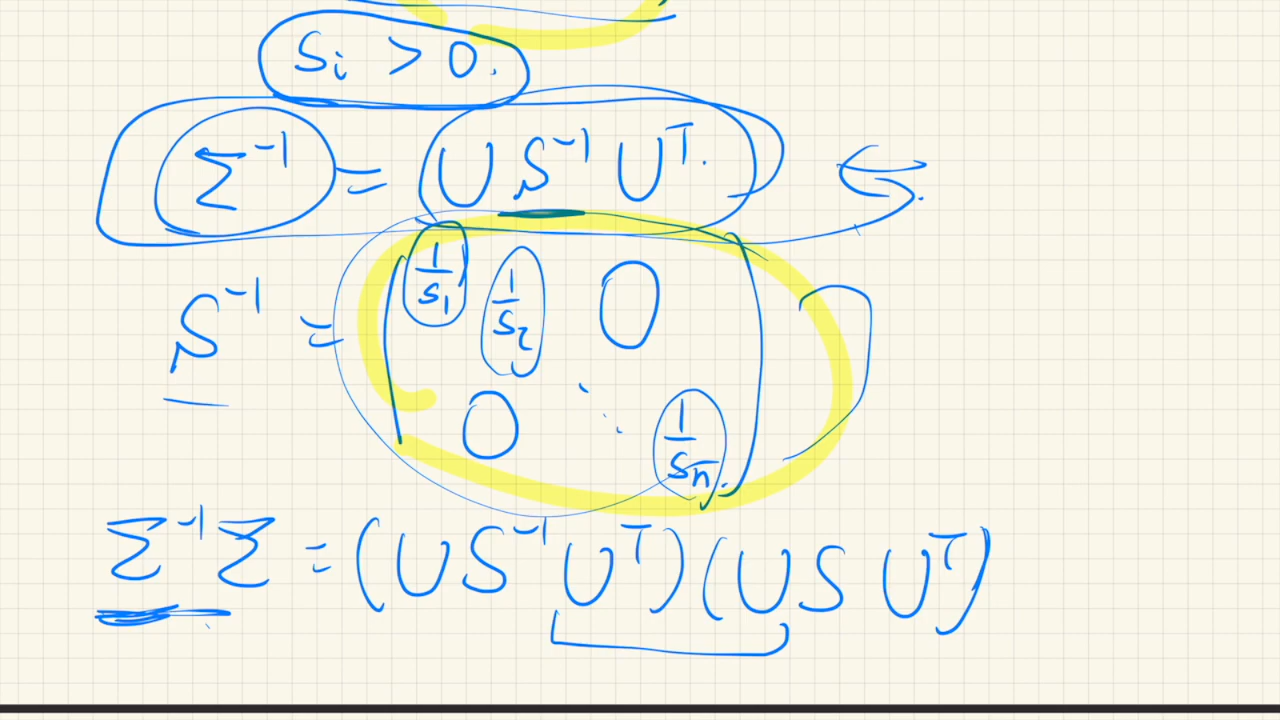 Sᵢ > 0.
Σ⁻¹ = U S⁻¹ Uᵀ.
S⁻¹ = ( 1/S₁ 1/S₂ 0
0 ⋱ 1/Sₙ )
Σ⁻¹Σ = (U S⁻¹ Uᵀ)(U S Uᵀ)